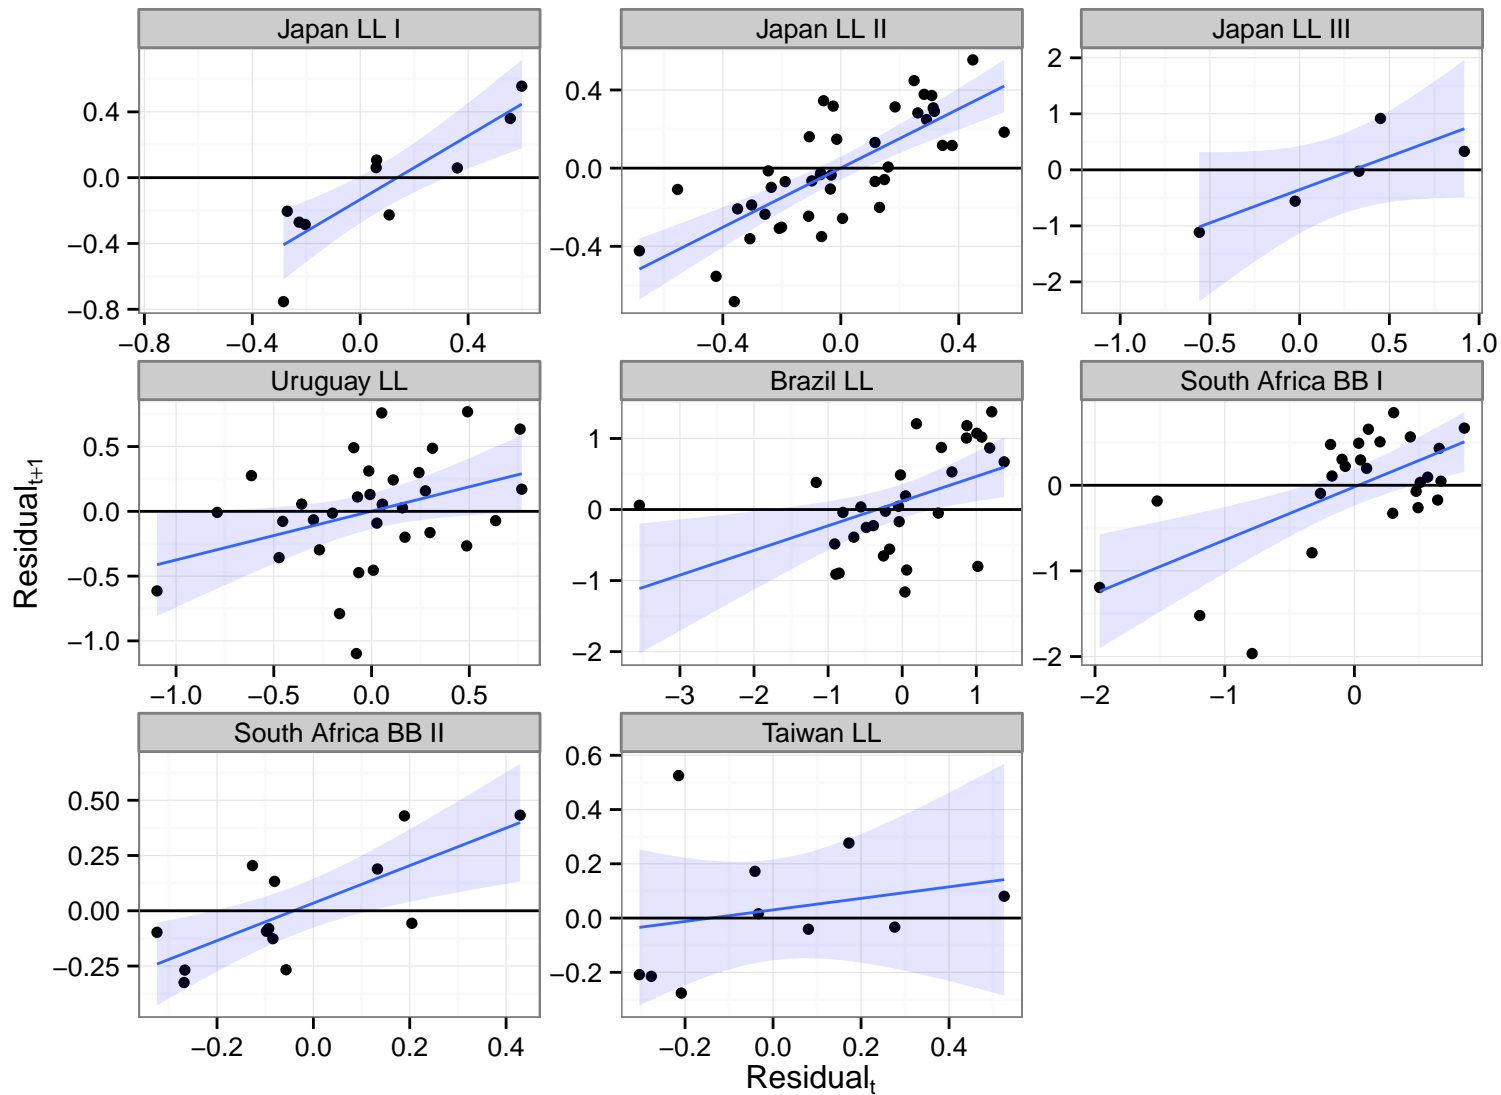 Japan LL I
Japan LL II
Japan LL III
0.4
0.0
−0.4
−0.8
−0.8 −0.4 0.0 0.4
0.4
0.0
−0.4
−0.4 0.0 0.4
2
1
0
−1
−2
−1.0 −0.5 0.0 0.5 1.0
Uruguay LL
Brazil LL
South Africa BB I
0.5
0.0
−0.5
−1.0
−1.0 −0.5 0.0 0.5
1
0
−1
−2
−3 −2 −1 0 1
1
0
−1
−2
−2 −1 0
South Africa BB II
Taiwan LL
0.50
0.25
0.00
−0.25
−0.2 0.0 0.2 0.4
0.6
0.4
0.2
0.0
−0.2
−0.2 0.0 0.2 0.4
Residual t+1
Residual t